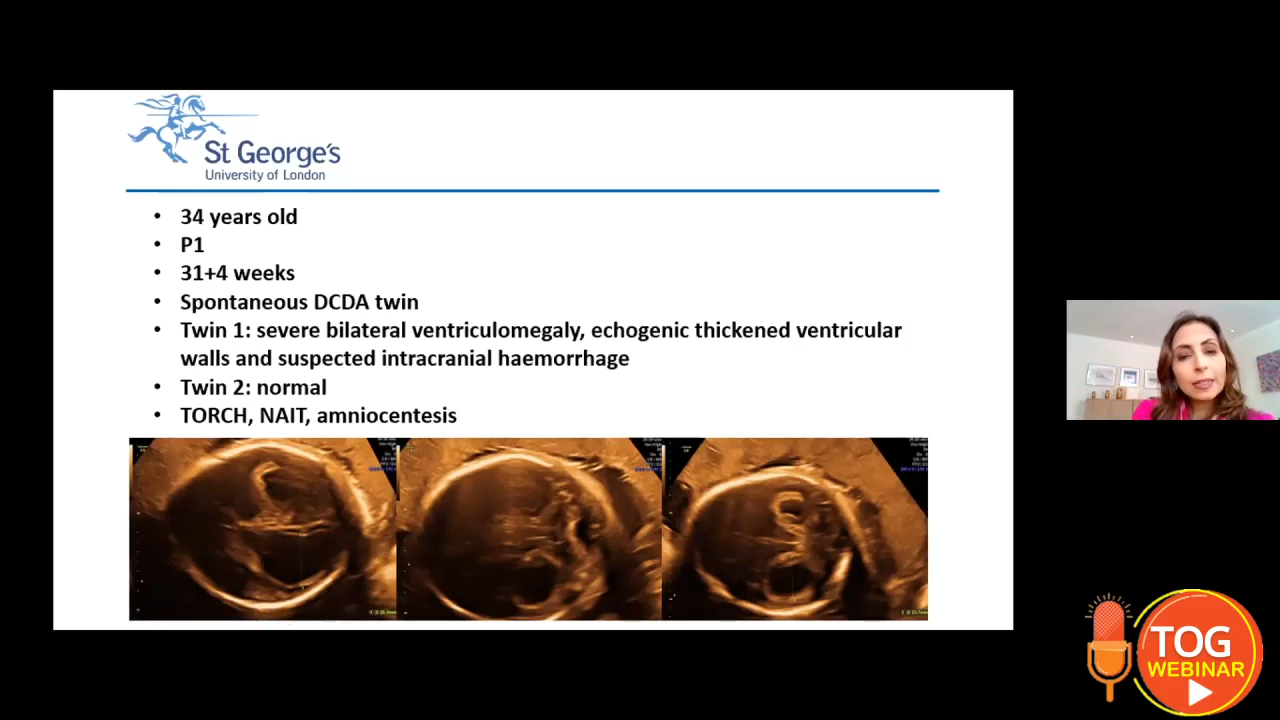 St George's
University of London
• 34 years old
• P1
• 31+4 weeks
• Spontaneous DCDA twin
• Twin 1: severe bilateral ventriculomegaly, echogenic thickened ventricular
walls and suspected intracranial haemorrhage
• Twin 2: normal
• TORCH, NAIT, amniocentesis
TOG
WEBINAR